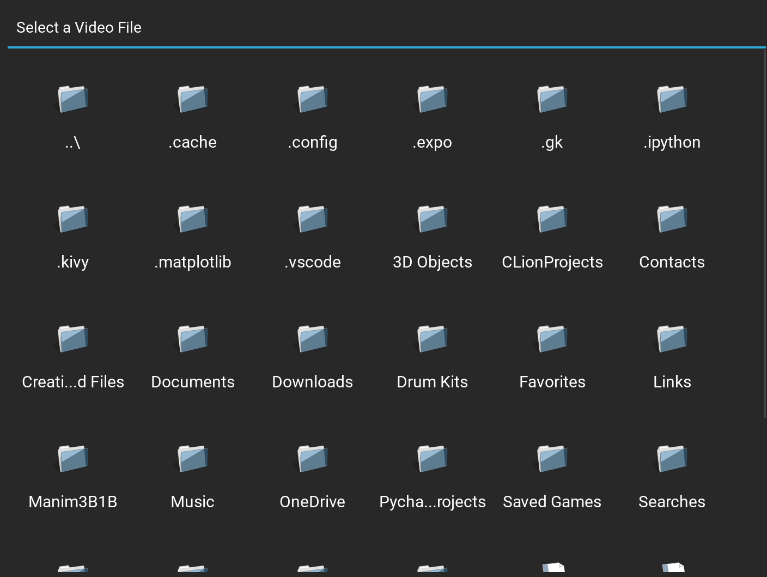 Select a Video File
..\ .cache .config .expo .gk .ipython
.kivy .matplotlib .vscode 3D Objects CLionProjects Contacts
Creati...d Files Documents Downloads Drum Kits Favorites Links
Manim3B1B Music OneDrive Pycha...rojects Saved Games Searches